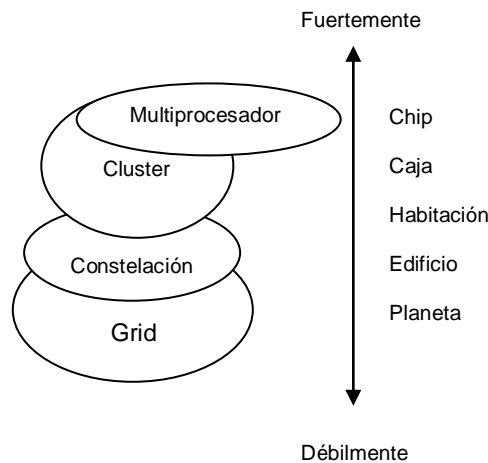 Fuertemente
Multiprocesador
Chip
Cluster
Caja
Habitación
Constelación
Edificio
Grid
Planeta
Débilmente